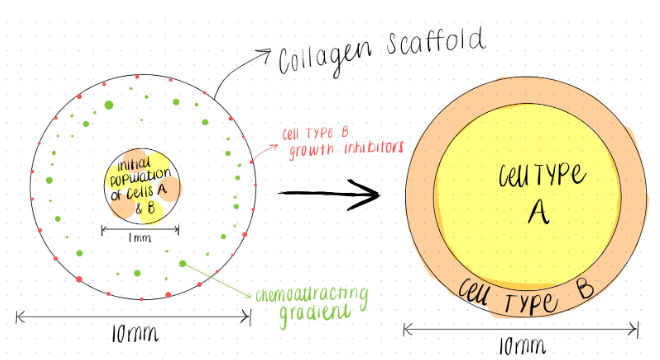 Collagen Scaffold
Cell TYPE B
growth inhibitors
initial
population
of cells A
& B
1mm
chemoattracting
gradient
10mm
Cell TYPE
A
Cell TYPE B
10mm